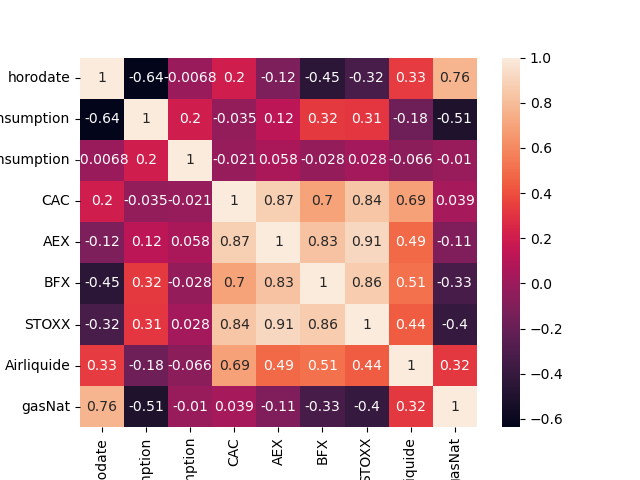 horodate 1 -0.64 -0.0068 0.2 -0.12 -0.45 -0.32 0.33 0.76
nsumption -0.64 1 0.2 -0.035 0.12 0.32 0.31 -0.18 -0.51
nsumption -0.0068 0.2 1 -0.021 0.058 -0.028 0.028 -0.066 -0.01
CAC 0.2 -0.035 -0.021 1 0.87 0.7 0.84 0.69 0.039
AEX -0.12 0.12 0.058 0.87 1 0.83 0.91 0.49 -0.11
BFX -0.45 0.32 -0.028 0.7 0.83 1 0.86 0.51 -0.33
STOXX -0.32 0.31 0.028 0.84 0.91 0.86 1 0.44 -0.4
Airliquide 0.33 -0.18 -0.066 0.69 0.49 0.51 0.44 1 0.32
gasNat 0.76 -0.51 -0.01 0.039 -0.11 -0.33 -0.4 0.32 1
odate
mption
mption
CAC
AEX
BFX
STOXX
iquide
asNat
1.0
0.8
0.6
0.4
0.2
0.0
−0.2
−0.4
−0.6